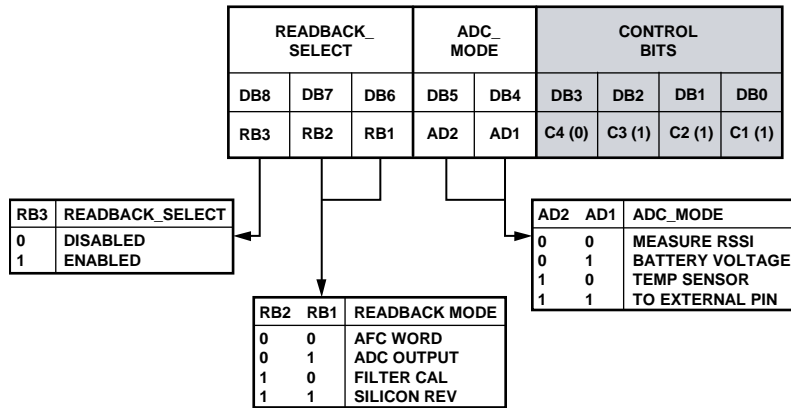 READBACK_
SELECT
ADC_
MODE
CONTROL
BITS
DB8 DB7 DB6 DB5 DB4 DB3 DB2 DB1 DB0
RB3 RB2 RB1 AD2 AD1 C4 (0) C3 (1) C2 (1) C1 (1)
RB3 READBACK_SELECT
0 DISABLED
1 ENABLED
AD2 AD1 ADC_MODE
0 0 MEASURE RSSI
0 1 BATTERY VOLTAGE
1 0 TEMP SENSOR
1 1 TO EXTERNAL PIN
RB2 RB1 READBACK MODE
0 0 AFC WORD
0 1 ADC OUTPUT
1 0 FILTER CAL
1 1 SILICON REV